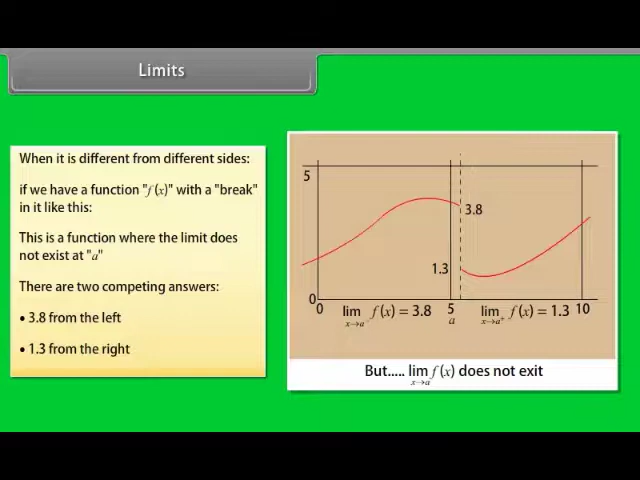 Limits
When it is different from different sides:
if we have a function "f (x)" with a "break"
in it like this:
This is a function where the limit does
not exist at "a"
There are two competing answers:
• 3.8 from the left
• 1.3 from the right
5
3.8
1.3
0
0 5 10
lim f(x) = 3.8 a lim f(x) = 1.3
x→a⁻ x→a⁺
But..... lim f (x) does not exit
x→a